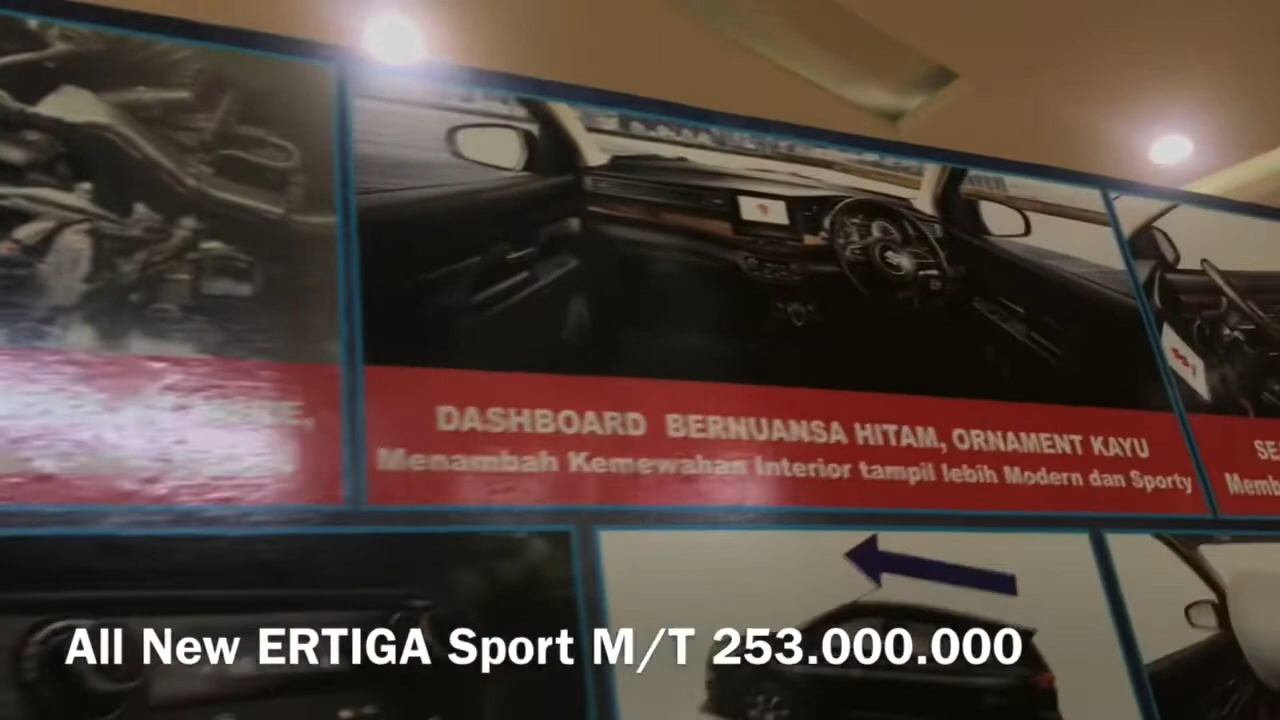 DASHBOARD BERNUANSA HITAM, ORNAMENT KAYU
Menambah Kemewahan Interior tampil lebih Modern dan Sporty
All New ERTIGA Sport M/T 253.000.000